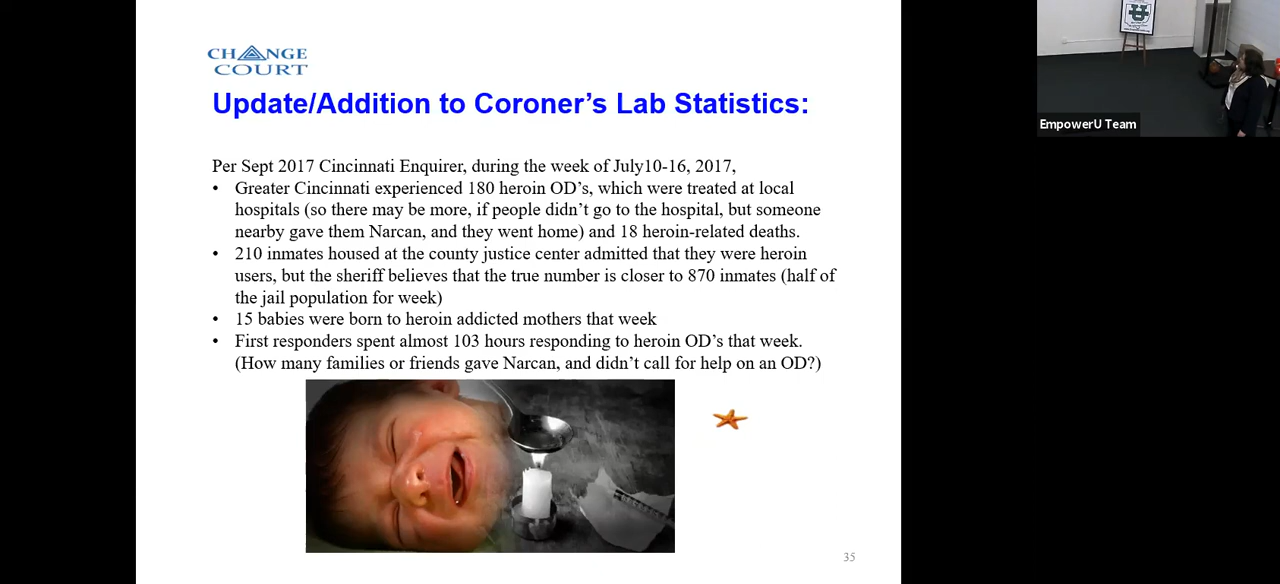 CHANGE
COURT
Update/Addition to Coroner's Lab Statistics:
Per Sept 2017 Cincinnati Enquirer, during the week of July10-16, 2017,
• Greater Cincinnati experienced 180 heroin OD's, which were treated at local
hospitals (so there may be more, if people didn't go to the hospital, but someone
nearby gave them Narcan, and they went home) and 18 heroin-related deaths.
• 210 inmates housed at the county justice center admitted that they were heroin
users, but the sheriff believes that the true number is closer to 870 inmates (half of
the jail population for week)
• 15 babies were born to heroin addicted mothers that week
• First responders spent almost 103 hours responding to heroin OD's that week.
(How many families or friends gave Narcan, and didn't call for help on an OD?)
35
EmpowerU Team